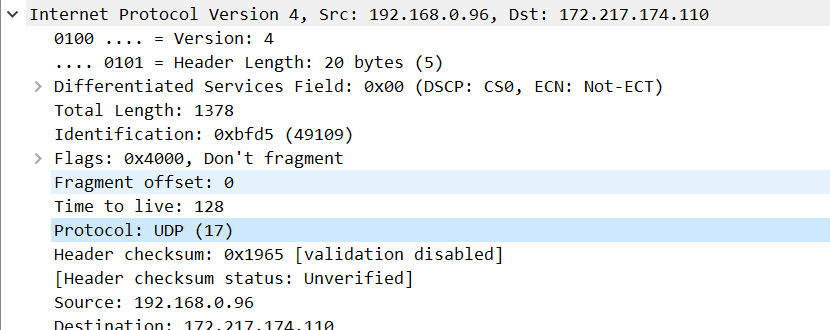 Internet Protocol Version 4, Src: 192.168.0.96, Dst: 172.217.174.110
0100 .... = Version: 4
.... 0101 = Header Length: 20 bytes (5)
Differentiated Services Field: 0x00 (DSCP: CS0, ECN: Not-ECT)
Total Length: 1378
Identification: 0xbfd5 (49109)
Flags: 0x4000, Don't fragment
Fragment offset: 0
Time to live: 128
Protocol: UDP (17)
Header checksum: 0x1965 [validation disabled]
[Header checksum status: Unverified]
Source: 192.168.0.96
Destination: 172.217.174.110